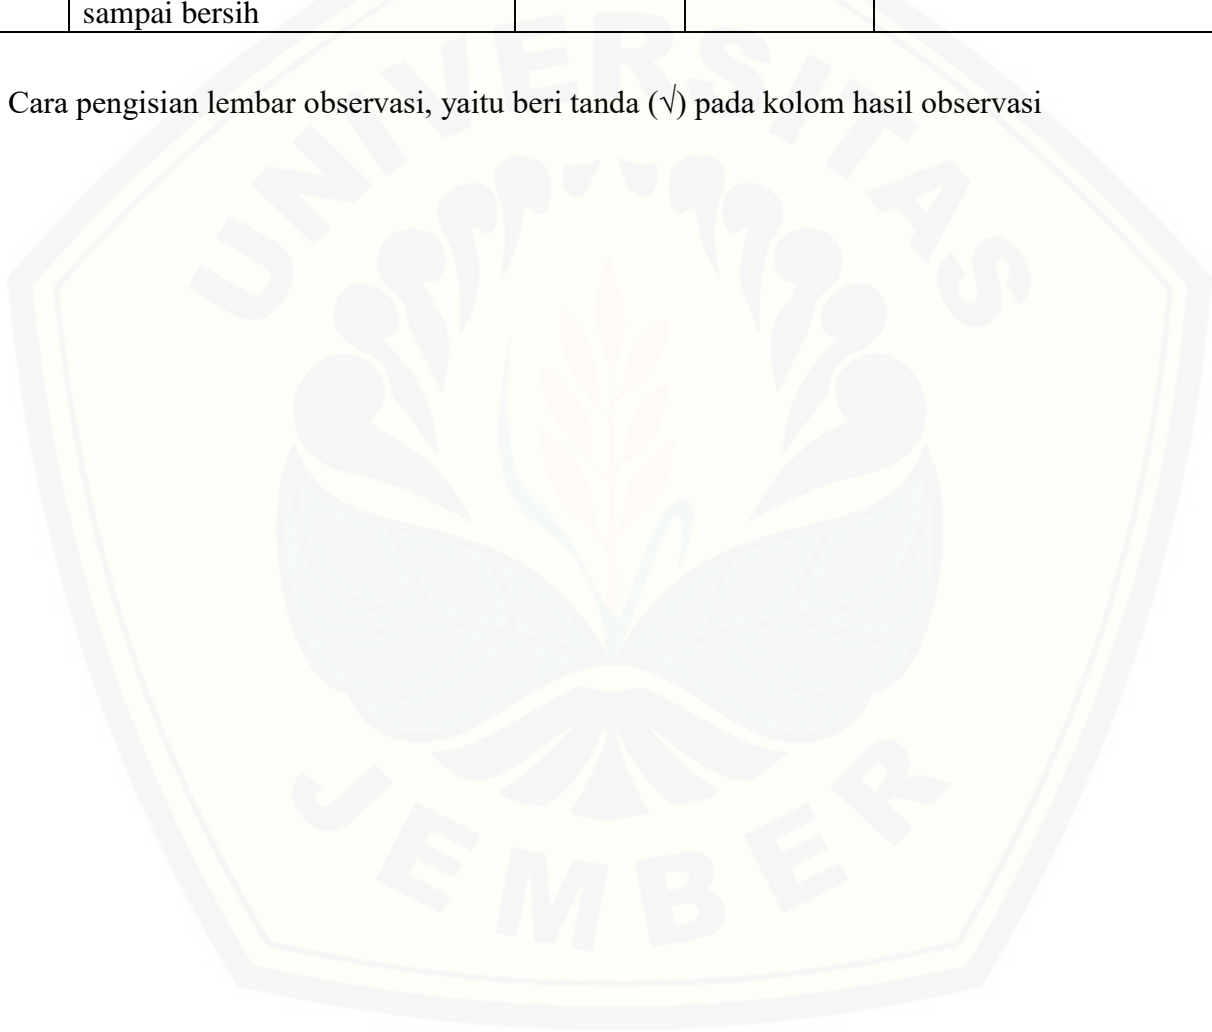 sampai bersih
Cara pengisian lembar observasi, yaitu beri tanda (√) pada kolom hasil observasi
UNIVERSITAS
JEMBER